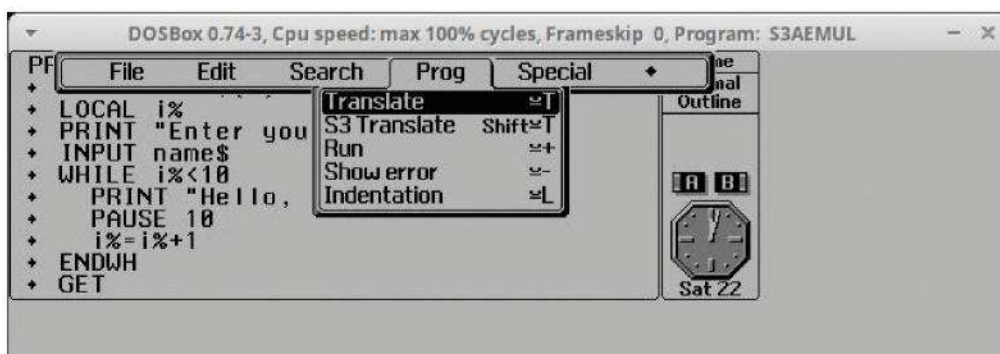 DOSBox 0.74-3, Cpu speed: max 100% cycles, Frameskip 0, Program: S3AEMUL
File Edit Search Prog Special
LOCAL i%
PRINT "Enter you
INPUT name$
WHILE i%<10
PRINT "Hello,
PAUSE 10
i%=i%+1
ENDWH
GET
Translate T
S3 Translate Shift T
Run +
Show error -
Indentation L
Outline
A B
Sat 22